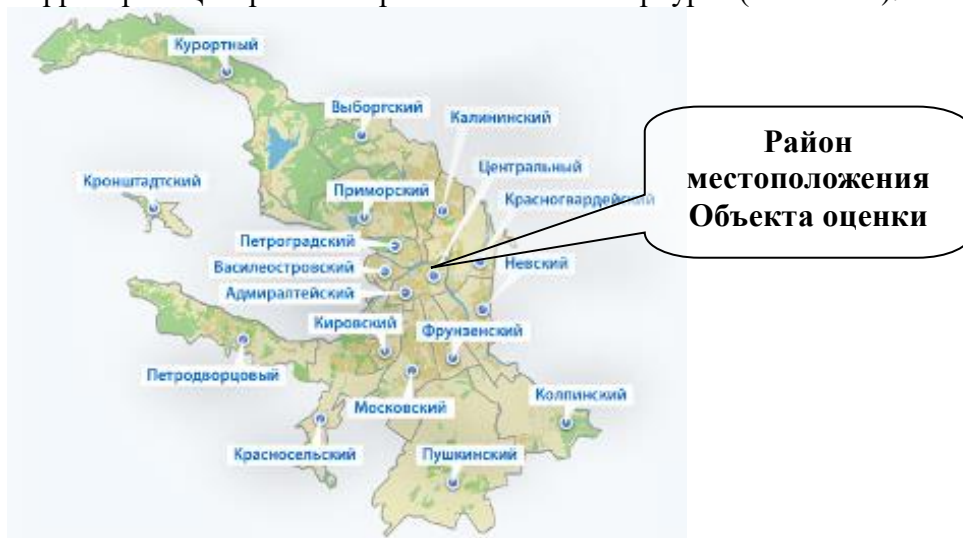 Курортный
Выборгский
Калининский
Район
местоположения
Объекта оценки
Центральный
Кронштадтский
Приморский
Красногвардейский
Петроградский
Василеостровский
Невский
Адмиралтейский
Кировский
Фрунзенский
Петродворцовый
Колпинский
Московский
Красносельский
Пушкинский